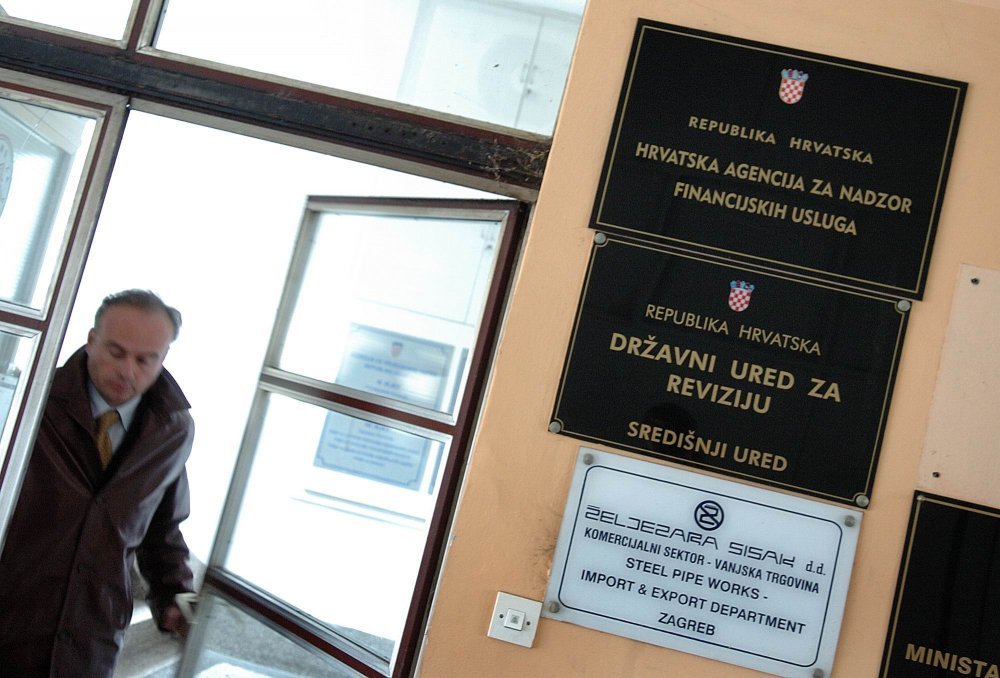 REPUBLIKA HRVATSKA
HRVATSKA AGENCIJA ZA NADZOR
FINANCIJSKIH USLUGA
REPUBLIKA HRVATSKA
DRŽAVNI URED ZA
REVIZIJU
SREDIŠNJI URED
ŽELJEZARA SISAK d.d.
KOMERCIJALNI SEKTOR - VANJSKA TRGOVINA
STEEL PIPE WORKS -
IMPORT & EXPORT DEPARTMENT
ZAGREB
MINISTA